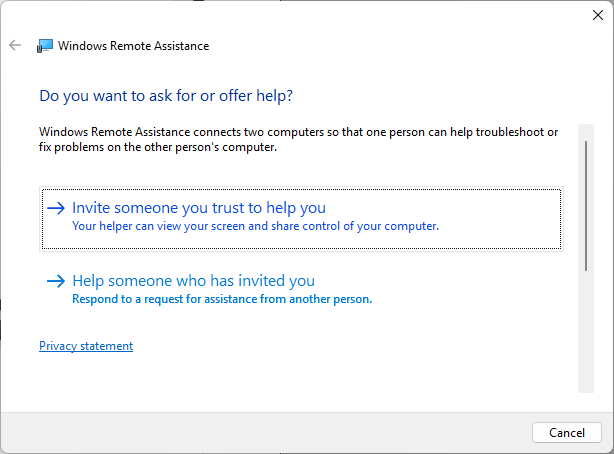 Windows Remote Assistance
Do you want to ask for or offer help?
Windows Remote Assistance connects two computers so that one person can help troubleshoot or
fix problems on the other person's computer.
Invite someone you trust to help you
Your helper can view your screen and share control of your computer.
Help someone who has invited you
Respond to a request for assistance from another person.
Privacy statement
Cancel